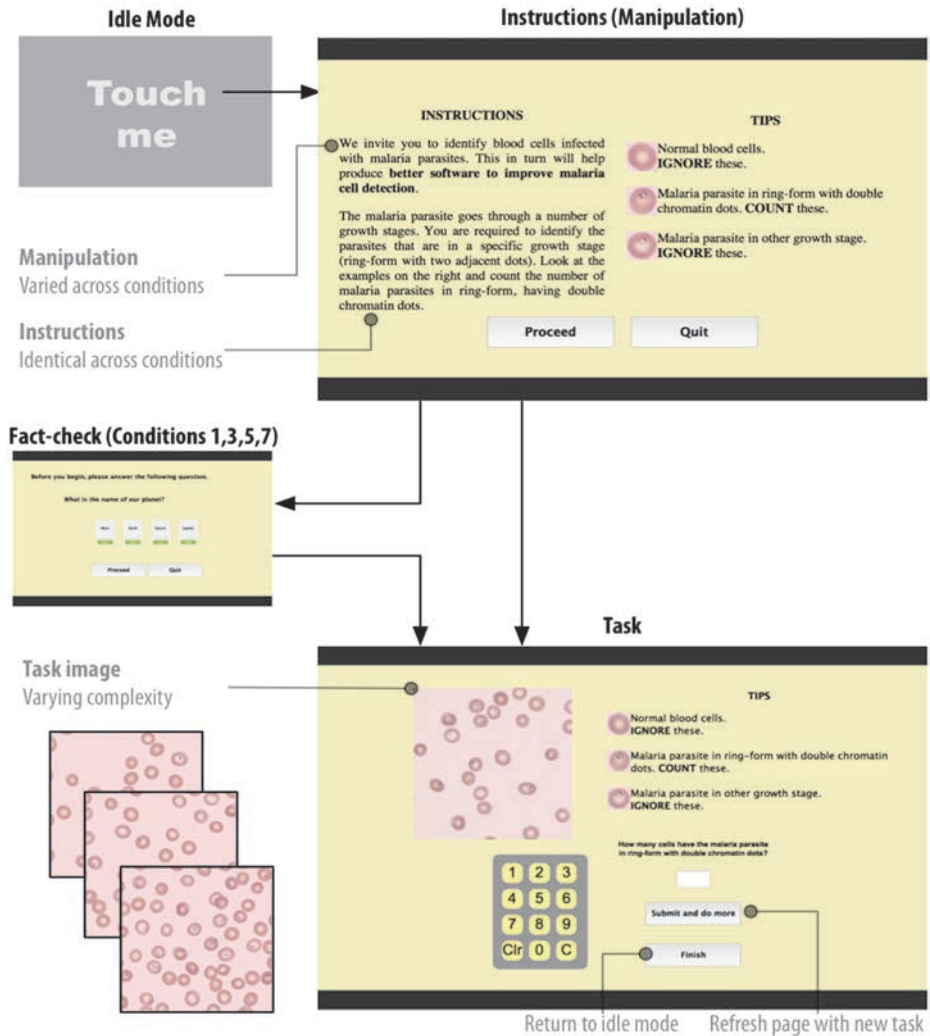 Idle Mode
Touch
me
Instructions (Manipulation)
INSTRUCTIONS
We invite you to identify blood cells infected
with malaria parasites. This in turn will help
produce better software to improve malaria
cell detection.
The malaria parasite goes through a number of
growth stages. You are required to identify the
parasites that are in a specific growth stage
(ring-form with two adjacent dots). Look at the
examples on the right and count the number of
malaria parasites in ring-form, having double
chromatin dots.
TIPS
Normal blood cells.
IGNORE these.
Malaria parasite in ring-form with double
chromatin dots. COUNT these.
Malaria parasite in other growth stage.
IGNORE these.
Proceed
Quit
Manipulation
Varied across conditions
Instructions
Identical across conditions
Fact-check (Conditions 1,3,5,7)
Before you begin, please answer the following question.
What is the name of our planet?
Proceed
Quit
Task
Task image
Varying complexity
TIPS
Normal blood cells.
IGNORE these.
Malaria parasite in ring-form with double chromatin
dots. COUNT these.
Malaria parasite in other growth stage.
IGNORE these.
How many cells have the malaria parasite
in ring-form with double chromatin dots?
1 2 3
4 5 6
7 8 9
Clr 0 C
Submit and do more
Finish
Return to idle mode
Refresh page with new task